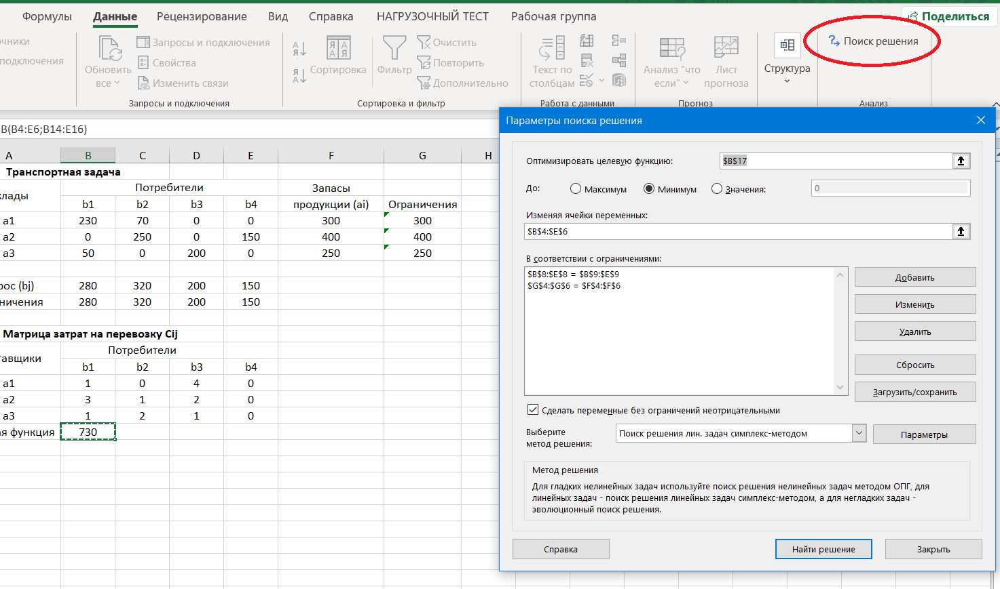 Формулы Данные Рецензирование Вид Справка НАГРУЗОЧНЫЙ ТЕСТ Рабочая группа Поделиться
чники
подключения
Обновить
все
Запросы и подключения
Свойства
Изменить связи
Запросы и подключения
А Я
Я А
Сортировка
Фильтр
Очистить
Повторить
Дополнительно
Сортировка и фильтр
Текст по
столбцам
Работа с данными
Анализ "что
если"
Лист
прогноза
Прогноз
Структура
Поиск решения
Анализ
В(B4:E6;B14:E16)
A B C D E F G H
Транспортная задача
клады Потребители Запасы
b1 b2 b3 b4 продукции (ai) Ограничения
a1 230 70 0 0 300 300
a2 0 250 0 150 400 400
a3 50 0 200 0 250 250
рос (bj) 280 320 200 150
ничения 280 320 200 150
Матрица затрат на перевозку Cij
тавщики Потребители
b1 b2 b3 b4
a1 1 0 4 0
a2 3 1 2 0
a3 1 2 1 0
я функция 730
Параметры поиска решения
Оптимизировать целевую функцию: $B$17
До: Максимум Минимум Значения: 0
Изменяя ячейки переменных:
$B$4:$E$6
В соответствии с ограничениями:
$B$8:$E$8 = $B$9:$E$9
$G$4:$G$6 = $F$4:$F$6
Добавить
Изменить
Удалить
Сбросить
Загрузить/сохранить
Сделать переменные без ограничений неотрицательными
Выберите
метод решения:
Поиск решения лин. задач симплекс-методом
Параметры
Метод решения
Для гладких нелинейных задач используйте поиск решения нелинейных задач методом ОПГ, для
линейных задач - поиск решения линейных задач симплекс-методом, а для негладких задач -
эволюционный поиск решения.
Справка Найти решение Закрыть